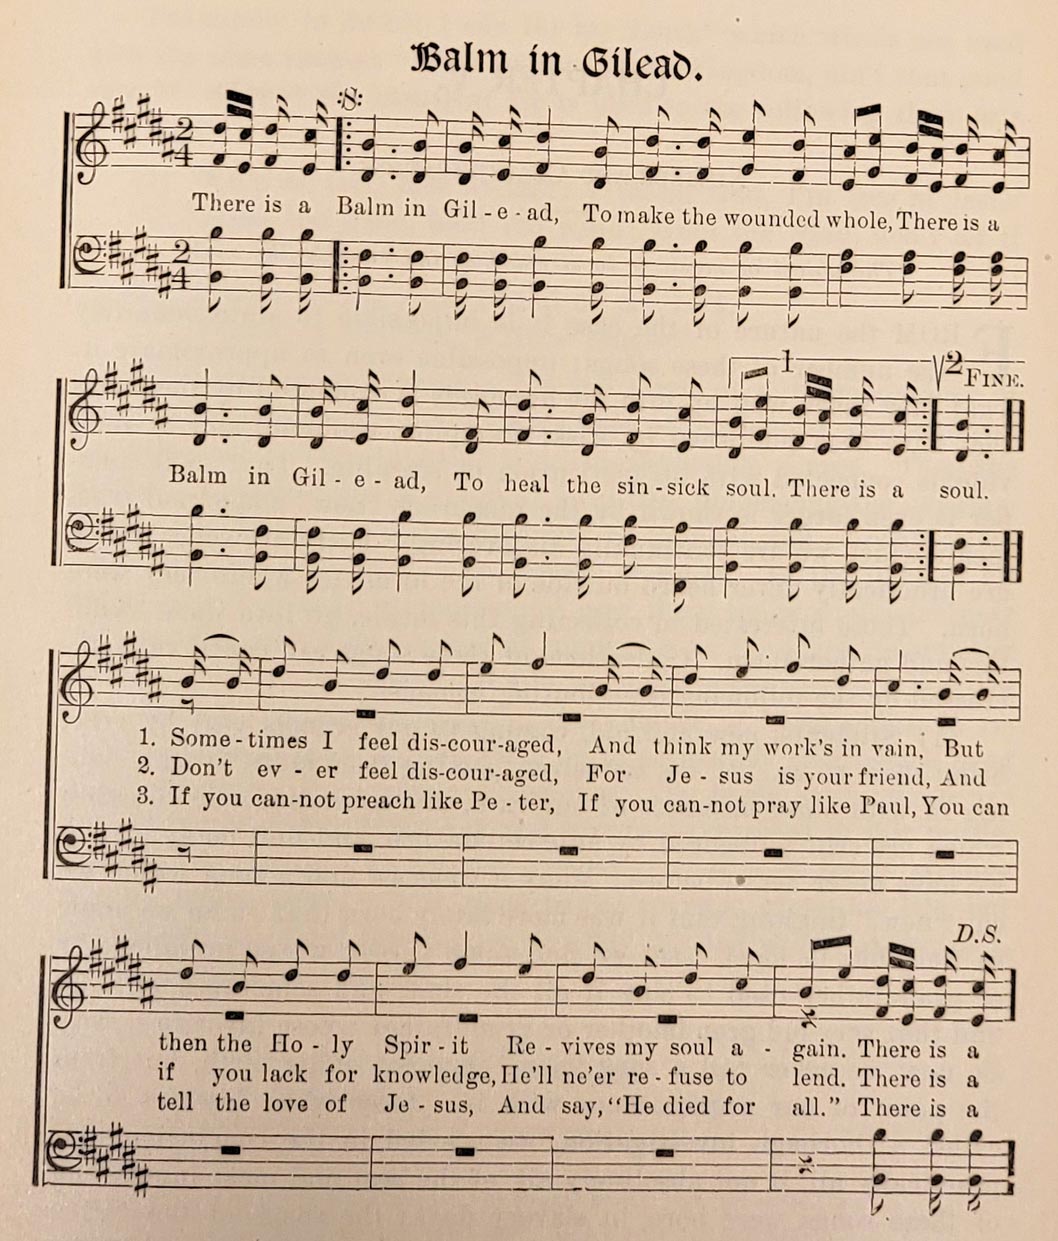 Balm in Gilead.
There is a Balm in Gil - e - ad, To make the wounded whole, There is a
1 2 FINE.
Balm in Gil - e - ad, To heal the sin - sick soul. There is a soul.
1. Some - times I feel dis-cour-aged, And think my work's in vain, But
2. Don't ev - er feel dis-cour-aged, For Je - sus is your friend, And
3. If you can-not preach like Pe - ter, If you can-not pray like Paul, You can
D.S.
then the Ho - ly Spir - it Re - vives my soul a - gain. There is a
if you lack for knowledge, He'll ne'er re - fuse to lend. There is a
tell the love of Je - sus, And say, "He died for all." There is a